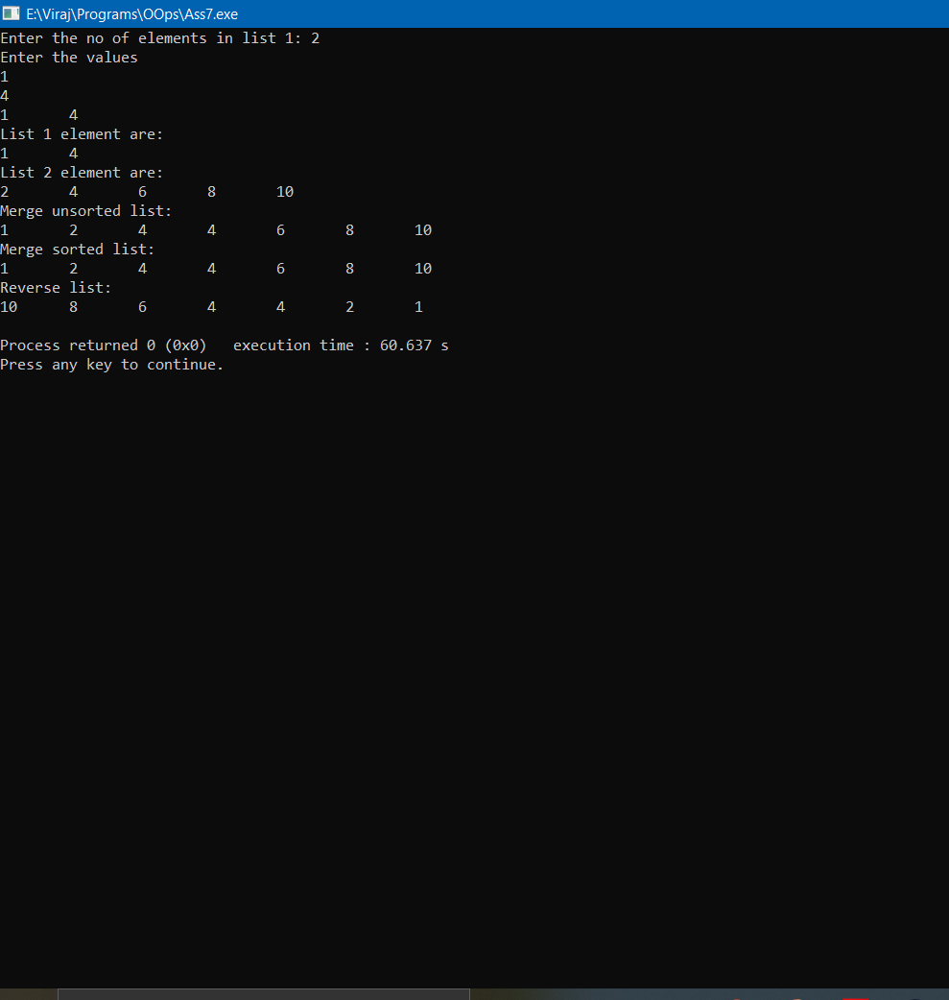 E:\Viraj\Programs\OOps\Ass7.exe
Enter the no of elements in list 1: 2
Enter the values
1
4
1       4
List 1 element are:
1       4
List 2 element are:
2       4       6       8       10
Merge unsorted list:
1       2       4       4       6       8       10
Merge sorted list:
1       2       4       4       6       8       10
Reverse list:
10      8       6       4       4       2       1
Process returned 0 (0x0)   execution time : 60.637 s
Press any key to continue.